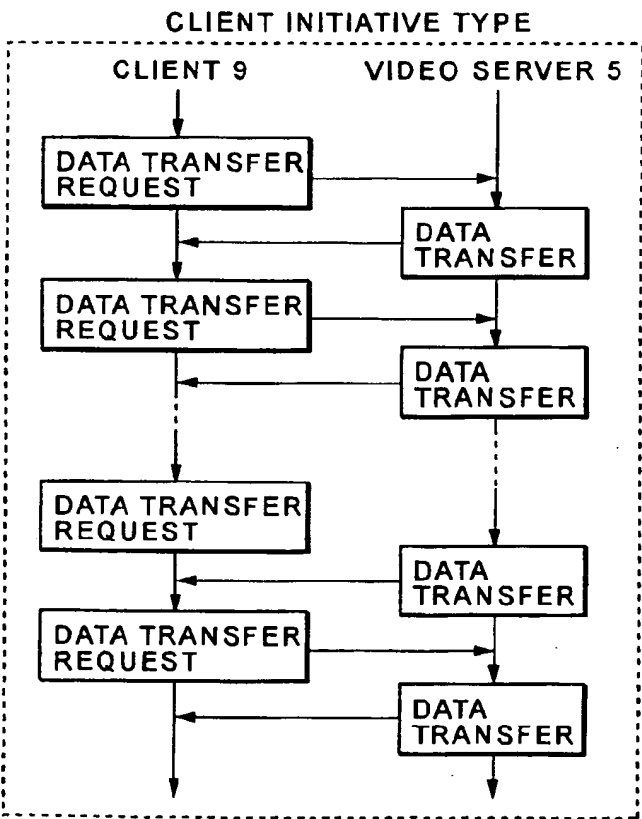 CLIENT INITIATIVE TYPE
CLIENT 9
VIDEO SERVER 5
DATA TRANSFER
REQUEST
DATA
TRANSFER
DATA TRANSFER
REQUEST
DATA
TRANSFER
DATA TRANSFER
REQUEST
DATA
TRANSFER
DATA TRANSFER
REQUEST
DATA
TRANSFER